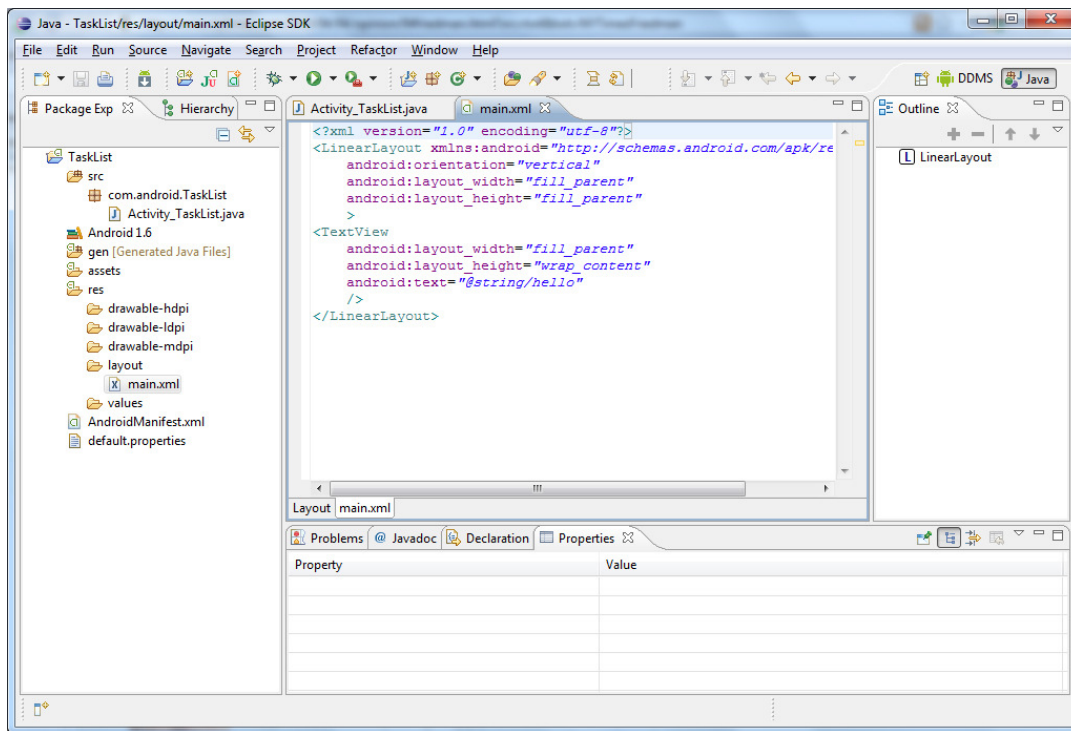 Java - TaskList/res/layout/main.xml - Eclipse SDK
File Edit Run Source Navigate Search Project Refactor Window Help
DDMS Java
Package Exp Hierarchy
TaskList
src
com.android.TaskList
Activity_TaskList.java
Android 1.6
gen [Generated Java Files]
assets
res
drawable-hdpi
drawable-ldpi
drawable-mdpi
layout
main.xml
values
AndroidManifest.xml
default.properties
Activity_TaskList.java main.xml
<?xml version="1.0" encoding="utf-8"?>
<LinearLayout xmlns:android="http://schemas.android.com/apk/re
android:orientation="vertical"
android:layout_width="fill_parent"
android:layout_height="fill_parent"
>
<TextView
android:layout_width="fill_parent"
android:layout_height="wrap_content"
android:text="@string/hello"
/>
</LinearLayout>
Layout main.xml
Outline
LinearLayout
Problems @ Javadoc Declaration Properties
Property Value